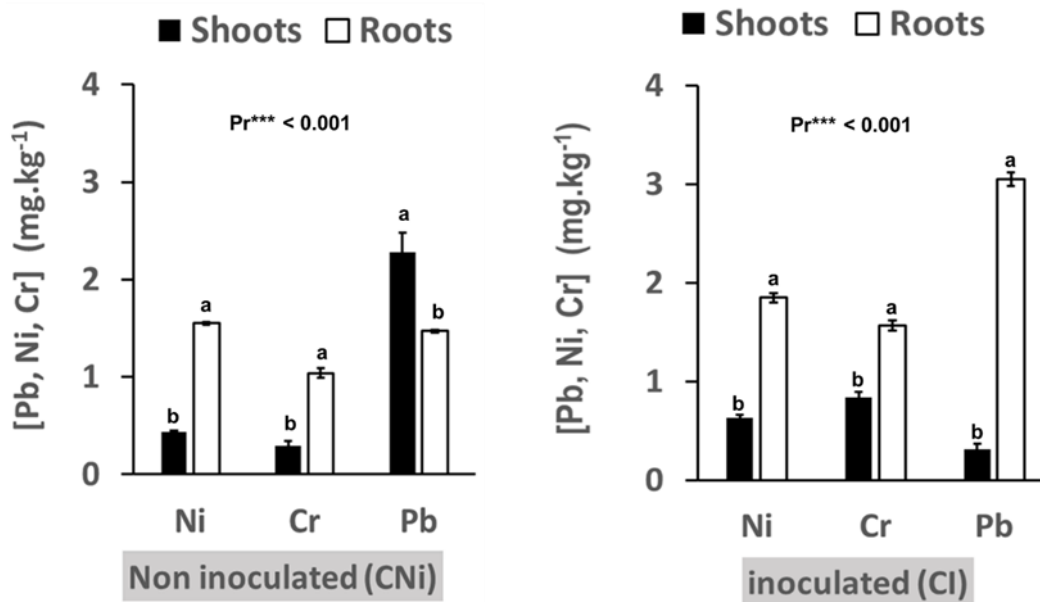 Shoots Roots
[Pb, Ni, Cr] (mg.kg⁻¹)
4
3
2
1
0
Pr*** < 0.001
b
a
b
a
a
b
Ni Cr Pb
Non inoculated (CNi)
Shoots Roots
[Pb, Ni, Cr] (mg.kg⁻¹)
4
3
2
1
0
Pr*** < 0.001
b
a
b
a
b
a
Ni Cr Pb
inoculated (CI)